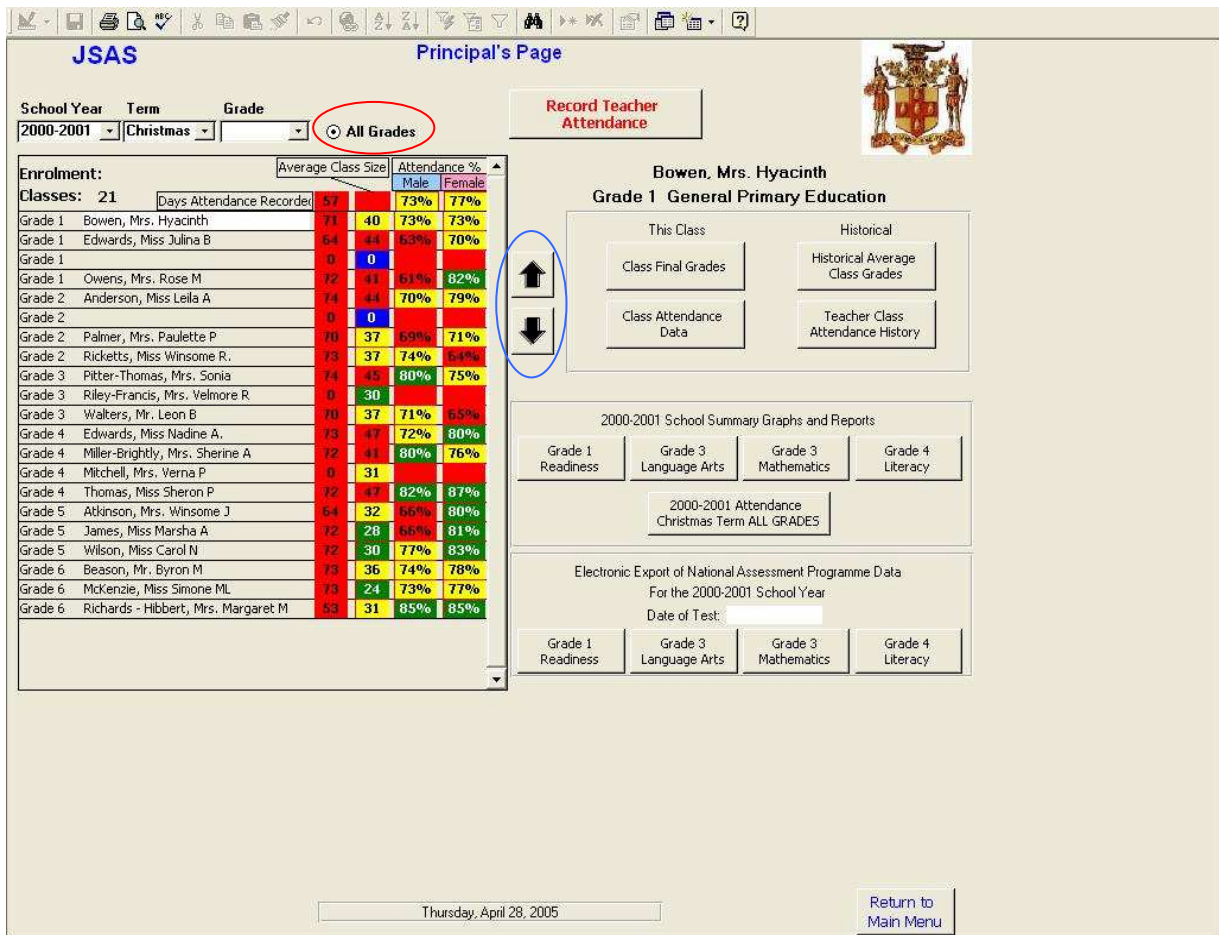 JSAS
Principal's Page
School Year Term Grade
2000-2001 Christmas
All Grades
Record Teacher
Attendance
Enrolment:
Average Class Size
Attendance %
Male Female
Classes: 21
Days Attendance Recorded 57 73% 77%
Grade 1 Bowen, Mrs. Hyacinth 71 40 73% 73%
Grade 1 Edwards, Miss Julina B 64 44 63% 70%
Grade 1 0 0
Grade 1 Owens, Mrs. Rose M 72 41 61% 82%
Grade 2 Anderson, Miss Leila A 74 44 70% 79%
Grade 2 0 0
Grade 2 Palmer, Mrs. Paulette P 70 37 69% 71%
Grade 2 Ricketts, Miss Winsome R. 73 37 74% 64%
Grade 3 Pitter-Thomas, Mrs. Sonia 74 45 80% 75%
Grade 3 Riley-Francis, Mrs. Velmore R 0 30
Grade 3 Walters, Mr. Leon B 70 37 71% 65%
Grade 4 Edwards, Miss Nadine A. 73 47 72% 80%
Grade 4 Miller-Brightly, Mrs. Sherine A 72 41 80% 76%
Grade 4 Mitchell, Mrs. Verna P 0 31
Grade 4 Thomas, Miss Sheron P 72 47 82% 87%
Grade 5 Atkinson, Mrs. Winsome J 64 32 66% 80%
Grade 5 James, Miss Marsha A 72 28 66% 81%
Grade 5 Wilson, Miss Carol N 72 30 77% 83%
Grade 6 Beason, Mr. Byron M 73 36 74% 78%
Grade 6 McKenzie, Miss Simone ML 73 24 73% 77%
Grade 6 Richards - Hibbert, Mrs. Margaret M 53 31 85% 85%
Bowen, Mrs. Hyacinth
Grade 1 General Primary Education
This Class
Historical
Class Final Grades
Historical Average
Class Grades
Class Attendance
Data
Teacher Class
Attendance History
2000-2001 School Summary Graphs and Reports
Grade 1
Readiness
Grade 3
Language Arts
Grade 3
Mathematics
Grade 4
Literacy
2000-2001 Attendance
Christmas Term ALL GRADES
Electronic Export of National Assessment Programme Data
For the 2000-2001 School Year
Date of Test:
Grade 1
Readiness
Grade 3
Language Arts
Grade 3
Mathematics
Grade 4
Literacy
Thursday, April 28, 2005
Return to
Main Menu